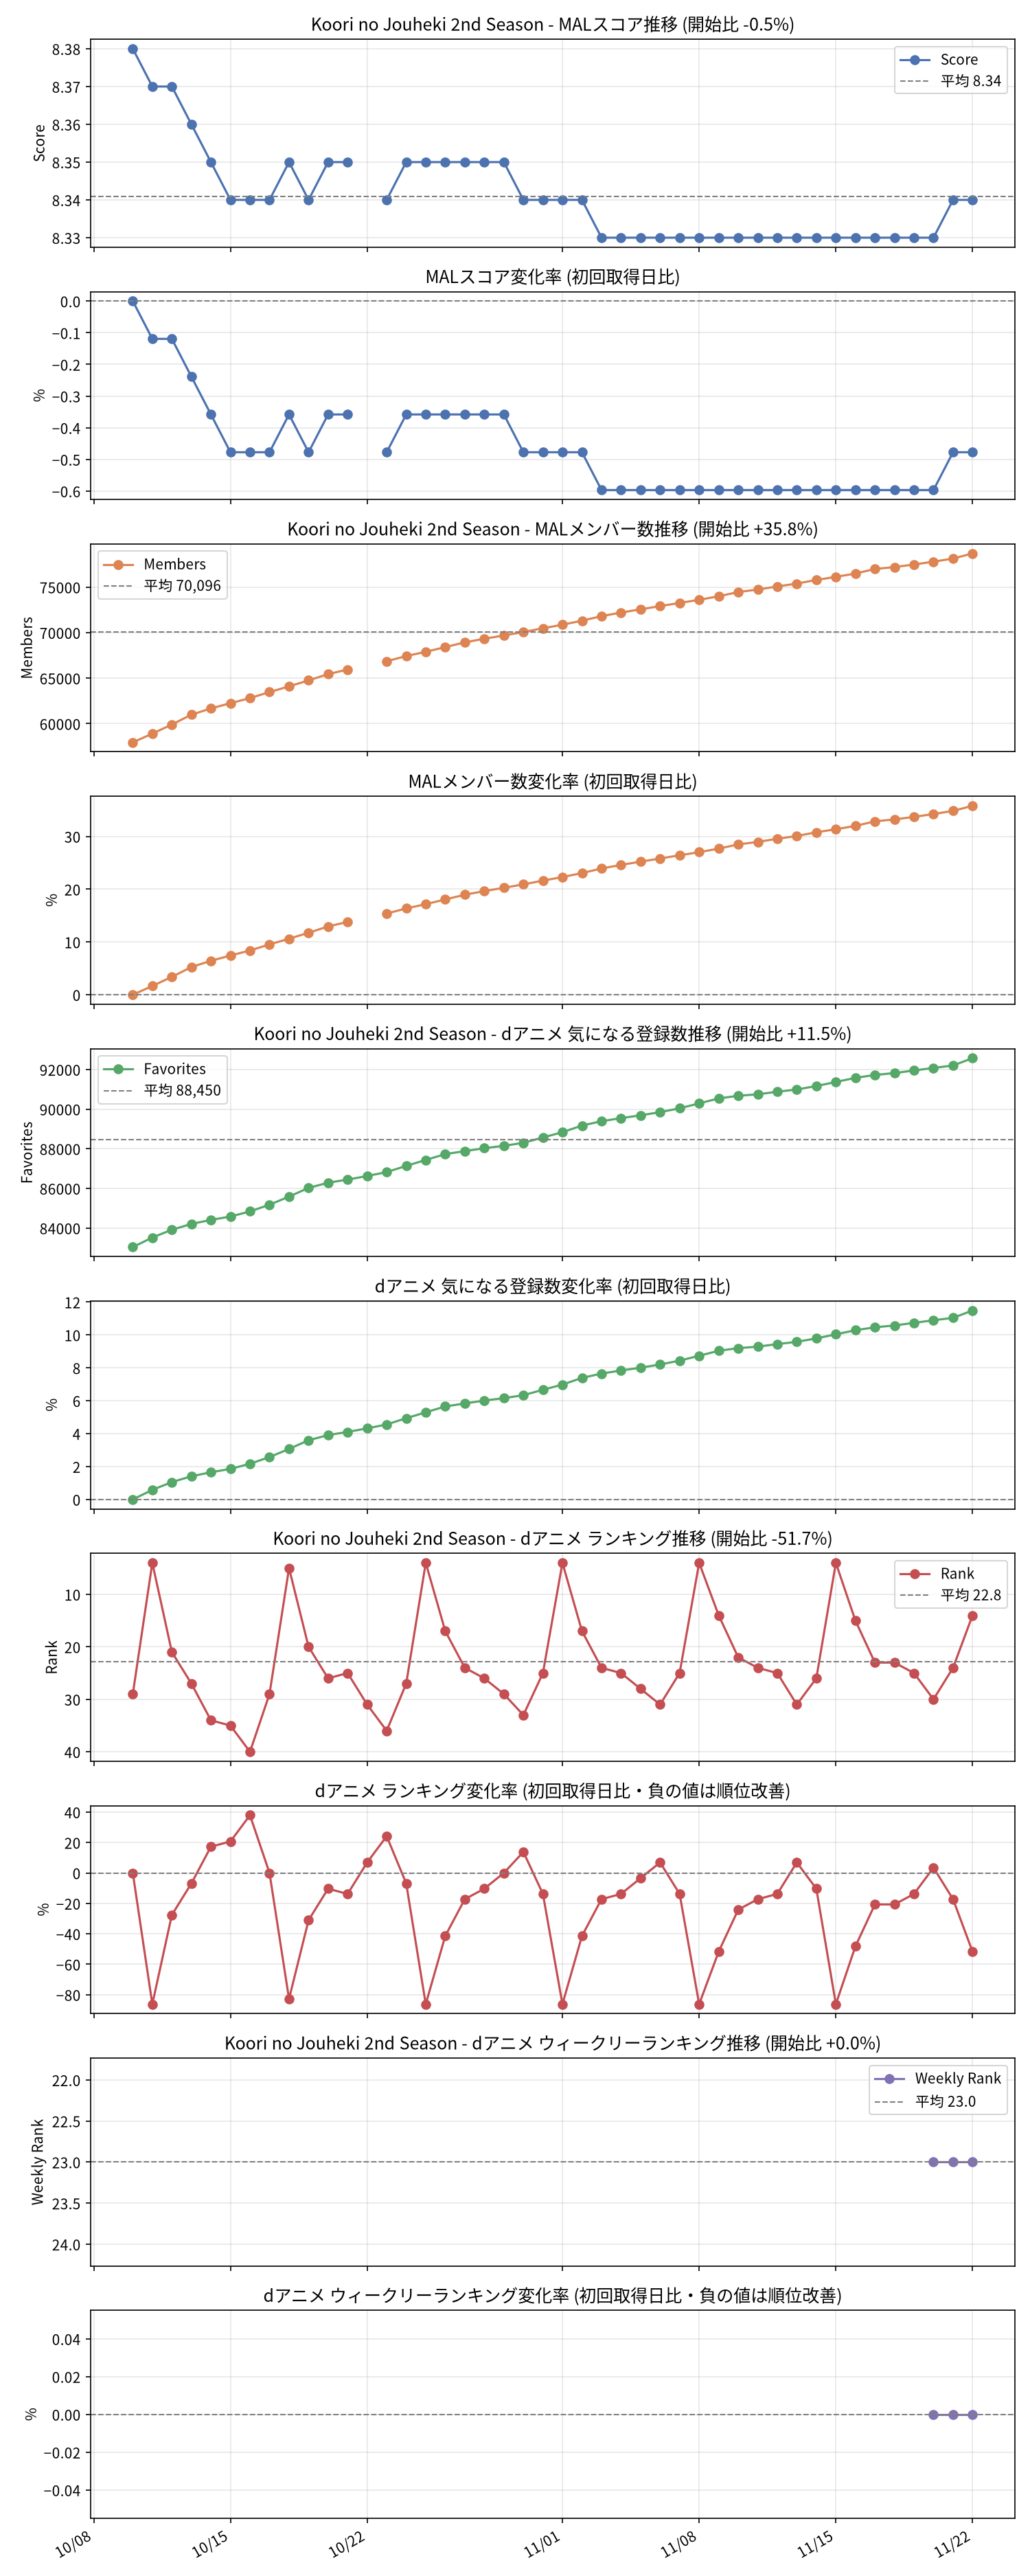 Koori no Jouheki 2nd Season - MALスコア推移 (開始比 -0.5%)
8.38
8.37
8.36
8.35
8.34
8.33
Score
Score
平均 8.34
MALスコア変化率 (初回取得日比)
0.0
−0.1
−0.2
−0.3
−0.4
−0.5
−0.6
%
Koori no Jouheki 2nd Season - MALメンバー数推移 (開始比 +35.8%)
Members
平均 70,096
75000
70000
65000
60000
Members
MALメンバー数変化率 (初回取得日比)
30
20
10
0
%
Koori no Jouheki 2nd Season - dアニメ 気になる登録数推移 (開始比 +11.5%)
Favorites
平均 88,450
92000
90000
88000
86000
84000
Favorites
dアニメ 気になる登録数変化率 (初回取得日比)
12
10
8
6
4
2
0
%
Koori no Jouheki 2nd Season - dアニメ ランキング推移 (開始比 -51.7%)
Rank
平均 22.8
10
20
30
40
Rank
dアニメ ランキング変化率 (初回取得日比・負の値は順位改善)
40
20
0
−20
−40
−60
−80
%
Koori no Jouheki 2nd Season - dアニメ ウィークリーランキング推移 (開始比 +0.0%)
Weekly Rank
平均 23.0
22.0
22.5
23.0
23.5
24.0
Weekly Rank
dアニメ ウィークリーランキング変化率 (初回取得日比・負の値は順位改善)
0.04
0.02
0.00
−0.02
−0.04
%
10/08
10/15
10/22
11/01
11/08
11/15
11/22